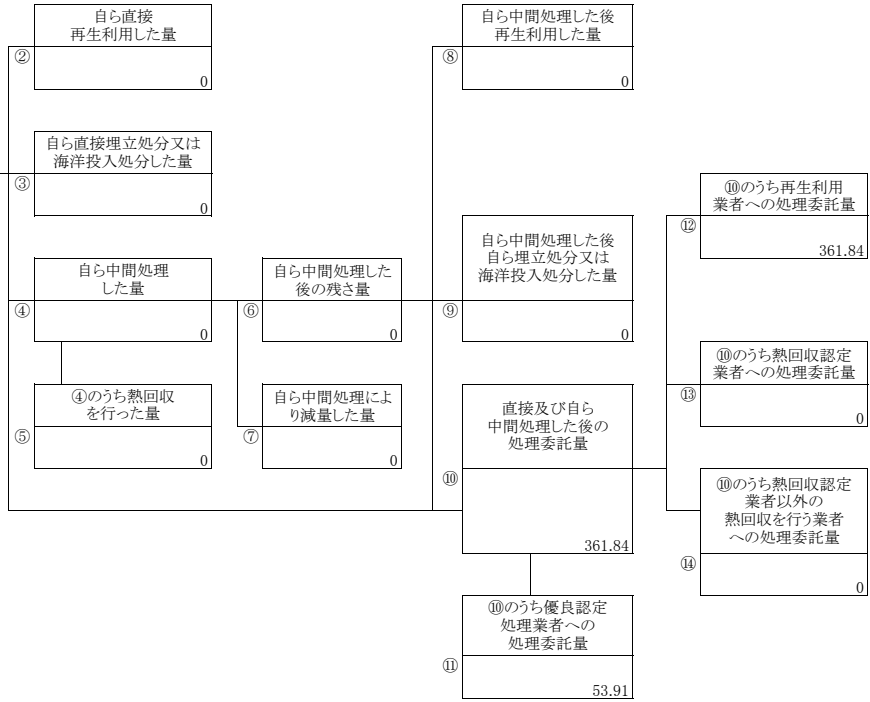 自ら直接
再生利用した量
②
0
自ら直接埋立処分又は
海洋投入処分した量
③
0
自ら中間処理
した量
④
0
④のうち熱回収
を行った量
⑤
0
自ら中間処理した
後の残さ量
⑥
0
自ら中間処理によ
り減量した量
⑦
0
自ら中間処理した後
再生利用した量
⑧
0
自ら中間処理した後
自ら埋立処分又は
海洋投入処分した量
⑨
0
直接及び自ら
中間処理した後の
処理委託量
⑩
361.84
⑩のうち優良認定
処理業者への
処理委託量
⑪
53.91
⑩のうち再生利用
業者への処理委託量
⑫
361.84
⑩のうち熱回収認定
業者への処理委託量
⑬
0
⑩のうち熱回収認定
業者以外の
熱回収を行う業者
への処理委託量
⑭
0